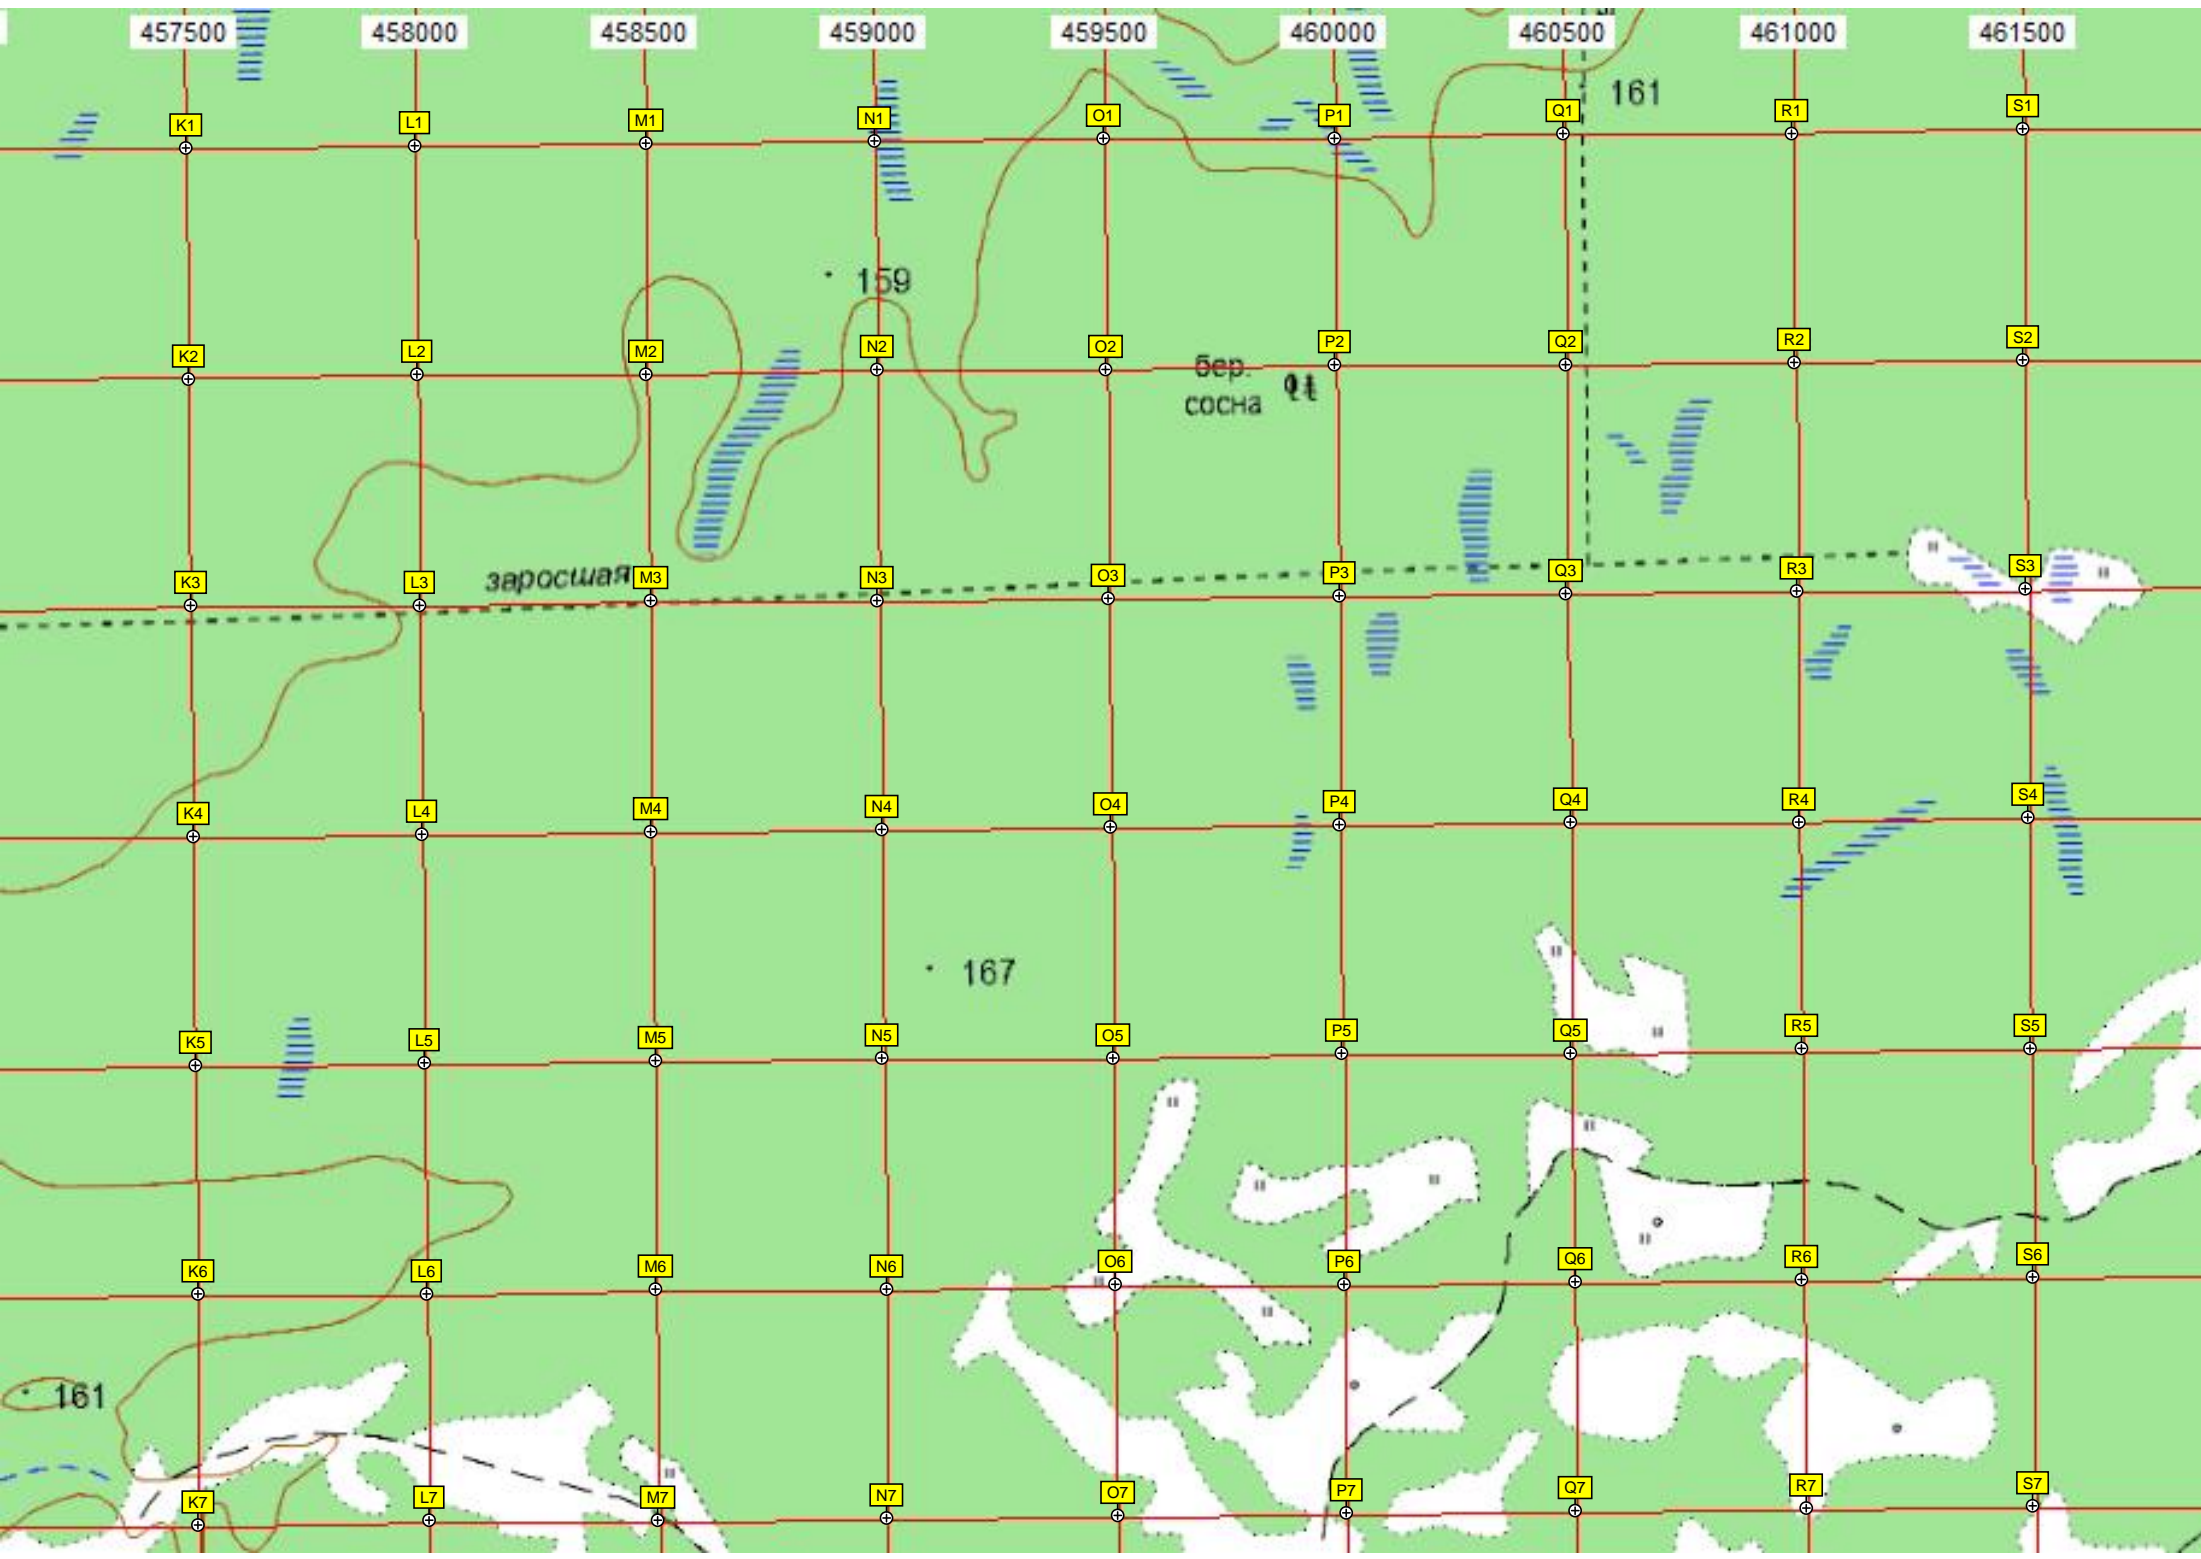 457500 458000 458500 459000 459500 460000 460500 461000 461500
161
K1 L1 M1 N1 O1 P1 Q1 R1 S1
159
K2 L2 M2 N2 O2 P2 Q2 R2 S2
бер.
сосна
заросшая
K3 L3 M3 N3 O3 P3 Q3 R3 S3
K4 L4 M4 N4 O4 P4 Q4 R4 S4
167
K5 L5 M5 N5 O5 P5 Q5 R5 S5
K6 L6 M6 N6 O6 P6 Q6 R6 S6
161
K7 L7 M7 N7 O7 P7 Q7 R7 S7